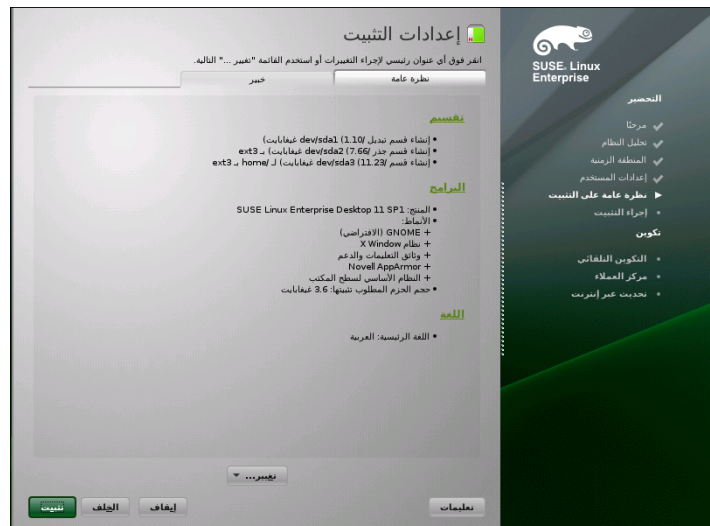 إعدادات التثبيت
انقر فوق أي عنوان رئيسي لإجراء التغييرات أو استخدم القائمة "تغيير ..." التالية.
نظرة عامة
خبير
تقسيم
• إنشاء قسم تبديل /dev/sda1 (1.10 غيغابايت)
• إنشاء قسم جذر /dev/sda2 (7.66 غيغابايت) بـ ext3
• إنشاء قسم /dev/sda3 (11.23 غيغابايت) لـ /home بـ ext3
البرامج
• المنتج: SUSE Linux Enterprise Desktop 11 SP1
• الأنماط:
+ GNOME (الافتراضي)
+ نظام X Window
+ وثائق التعليمات والدعم
+ Novell AppArmor
+ النظام الأساسي لسطح المكتب
• حجم الحزم المطلوب تثبيتها: 3.6 غيغابايت
اللغة
• اللغة الرئيسية: العربية
تغيير...
تعليمات
إيقاف
الخلف
تثبيت
SUSE. Linux
Enterprise
التحضير
مرحبًا
تحليل النظام
المنطقة الزمنية
إعدادات المستخدم
نظرة عامة على التثبيت
• إجراء التثبيت
تكوين
• التكوين التلقائي
• مركز العملاء
• تحديث عبر إنترنت